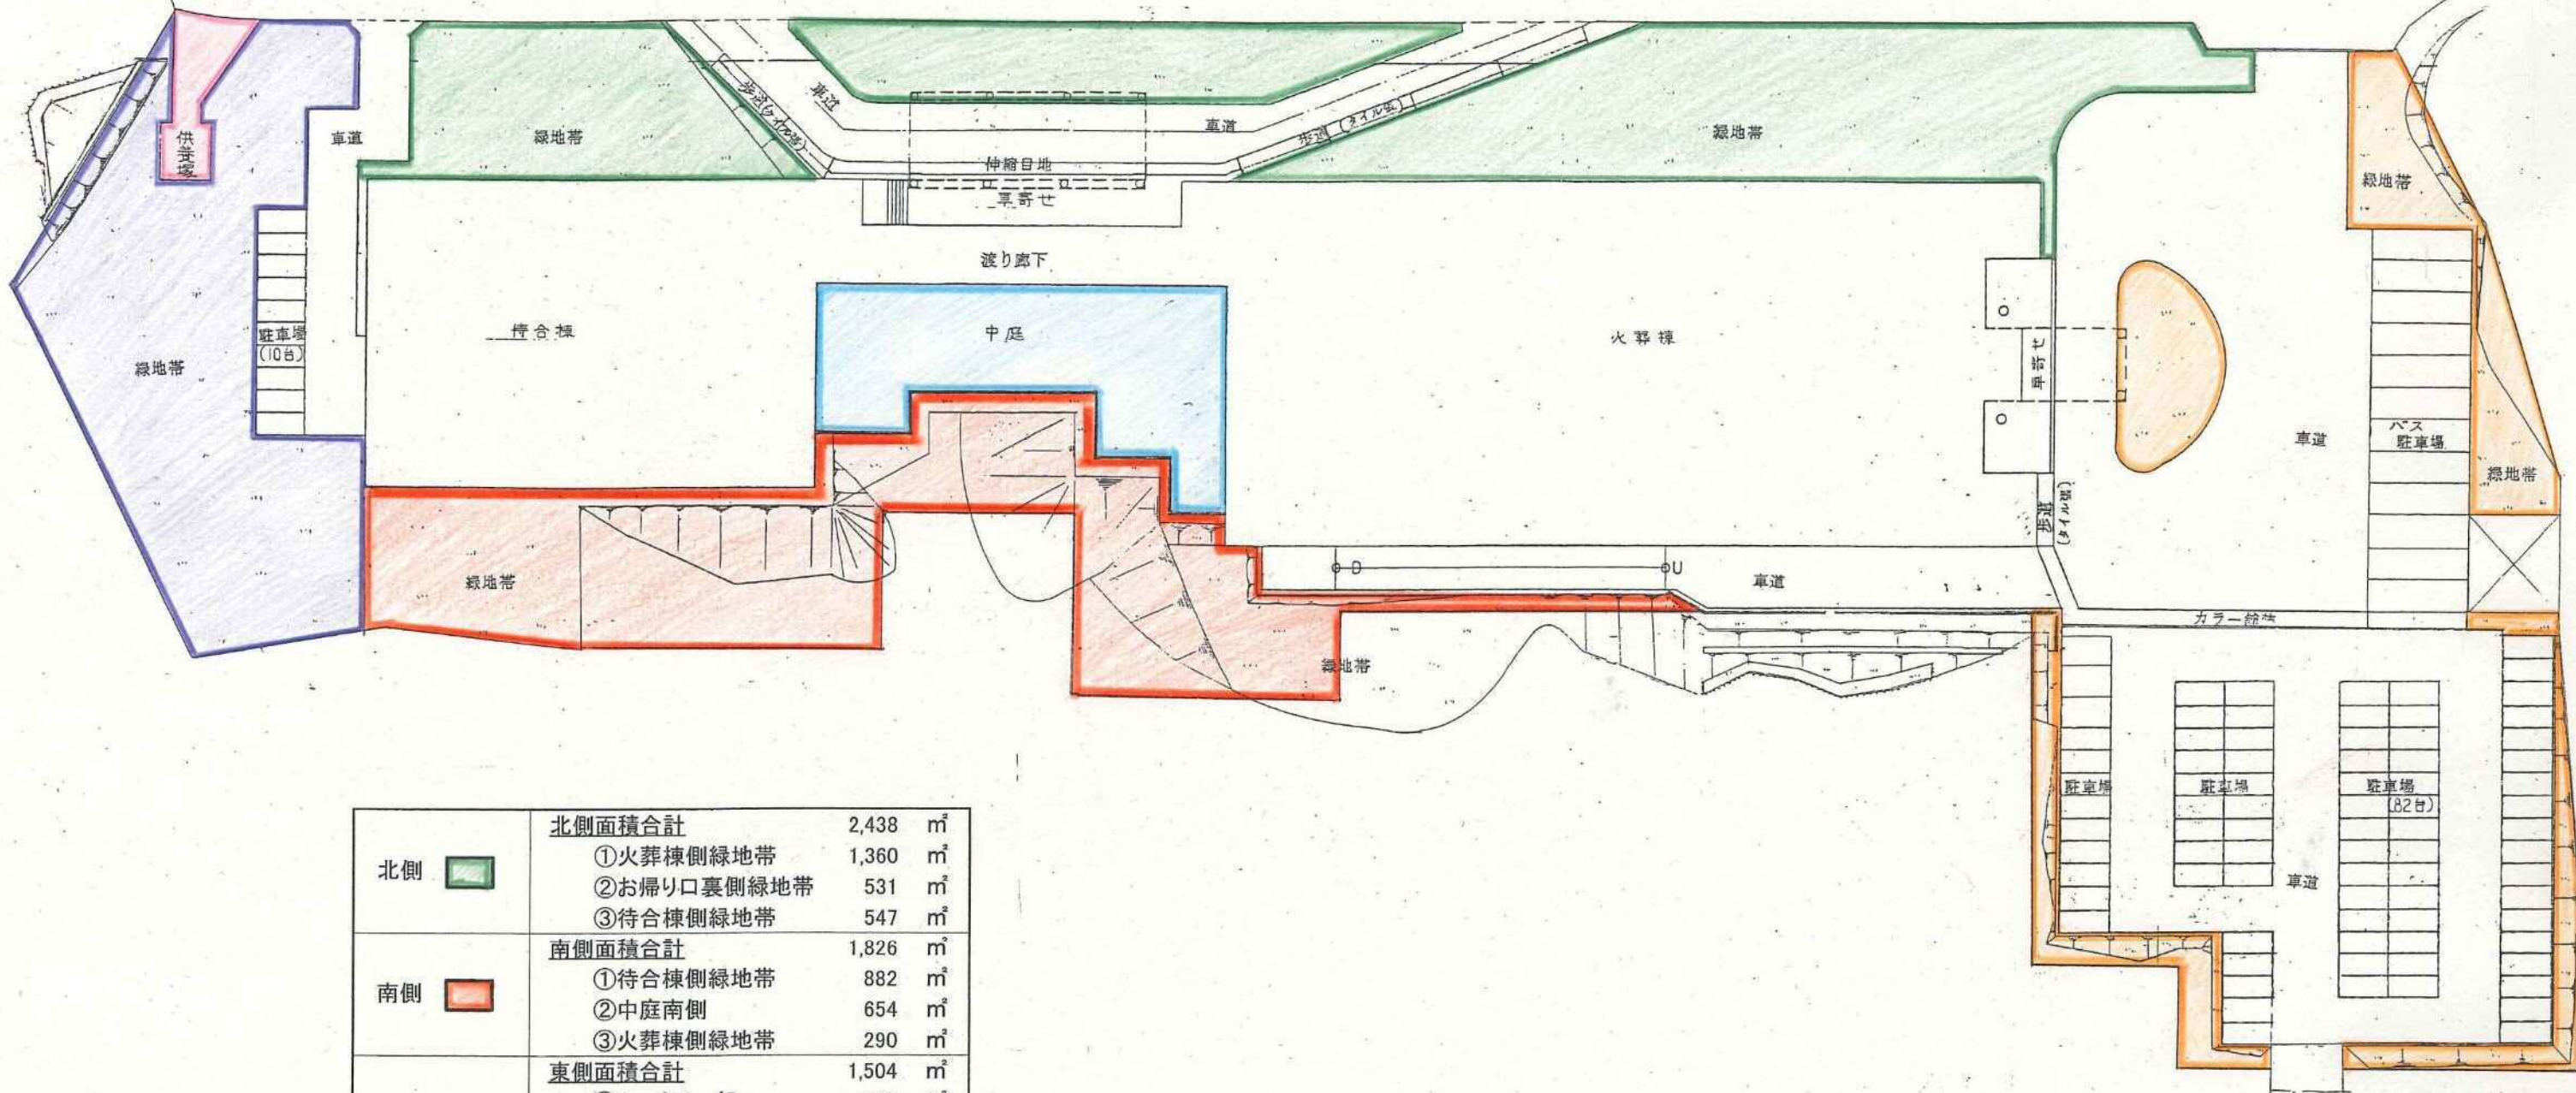 供養塚
車道
緑地帯
歩道(タイル張)
車道
車道
歩道(タイル張)
緑地帯
緑地帯
伸縮目地
車寄せ
渡り廊下
駐車場
(10台)
緑地帯
待合棟
中庭
火葬棟
車寄せ
車道
バス
駐車場
緑地帯
歩道
(タイル張)
緑地帯
D
U
車道
カラー舗装
緑地帯
駐車場
駐車場
駐車場
(82台)
車道
北側
北側面積合計 2,438 ㎡
①火葬棟側緑地帯 1,360 ㎡
②お帰り口裏側緑地帯 531 ㎡
③待合棟側緑地帯 547 ㎡
南側
南側面積合計 1,826 ㎡
①待合棟側緑地帯 882 ㎡
②中庭南側 654 ㎡
③火葬棟側緑地帯 290 ㎡
東側面積合計 1,504 ㎡